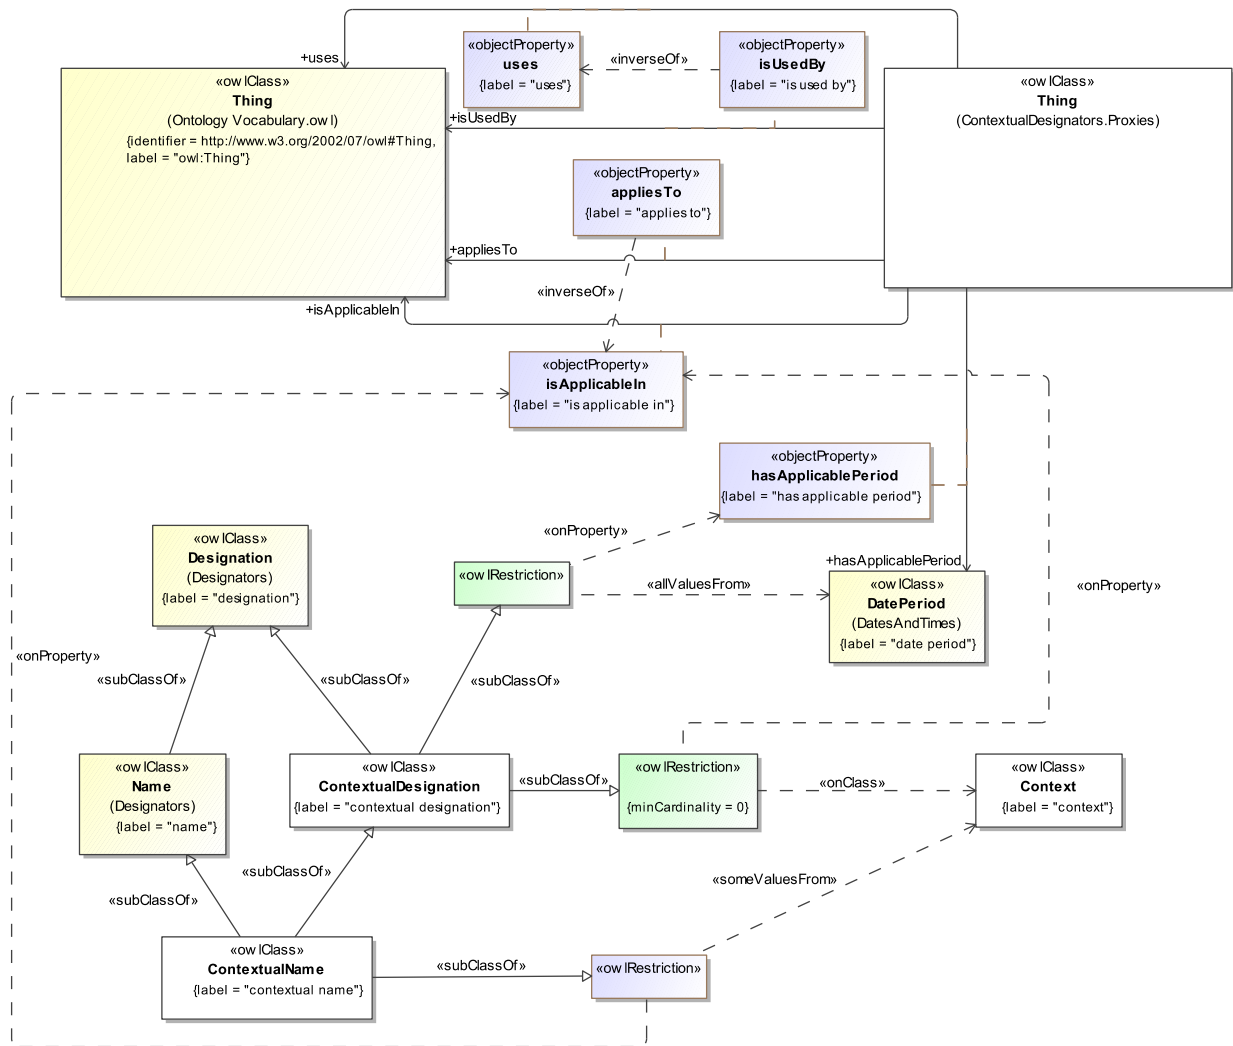 +uses
«objectProperty»
uses
{label = "uses"}
«inverseOf»
«objectProperty»
isUsedBy
{label = "is used by"}
«owlClass»
Thing
(Ontology Vocabulary.owl)
{identifier = http://www.w3.org/2002/07/owl#Thing,
label = "owl:Thing"}
«owlClass»
Thing
(ContextualDesignators.Proxies)
+isUsedBy
«objectProperty»
appliesTo
{label = "applies to"}
+appliesTo
«inverseOf»
+isApplicableIn
«objectProperty»
isApplicableIn
{label = "is applicable in"}
«objectProperty»
hasApplicablePeriod
{label = "has applicable period"}
«onProperty»
«owlClass»
Designation
(Designators)
{label = "designation"}
«owlRestriction»
«allValuesFrom»
+hasApplicablePeriod
«owlClass»
DatePeriod
(DatesAndTimes)
{label = "date period"}
«onProperty»
«onProperty»
«subClassOf»
«subClassOf»
«subClassOf»
«owlClass»
Name
(Designators)
{label = "name"}
«owlClass»
ContextualDesignation
{label = "contextual designation"}
«subClassOf»
«owlRestriction»
{minCardinality = 0}
«onClass»
«owlClass»
Context
{label = "context"}
«subClassOf»
«subClassOf»
«someValuesFrom»
«owlClass»
ContextualName
{label = "contextual name"}
«subClassOf»
«owlRestriction»